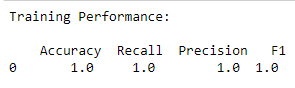 Training Performance:
Accuracy Recall Precision F1
0 1.0 1.0 1.0 1.0